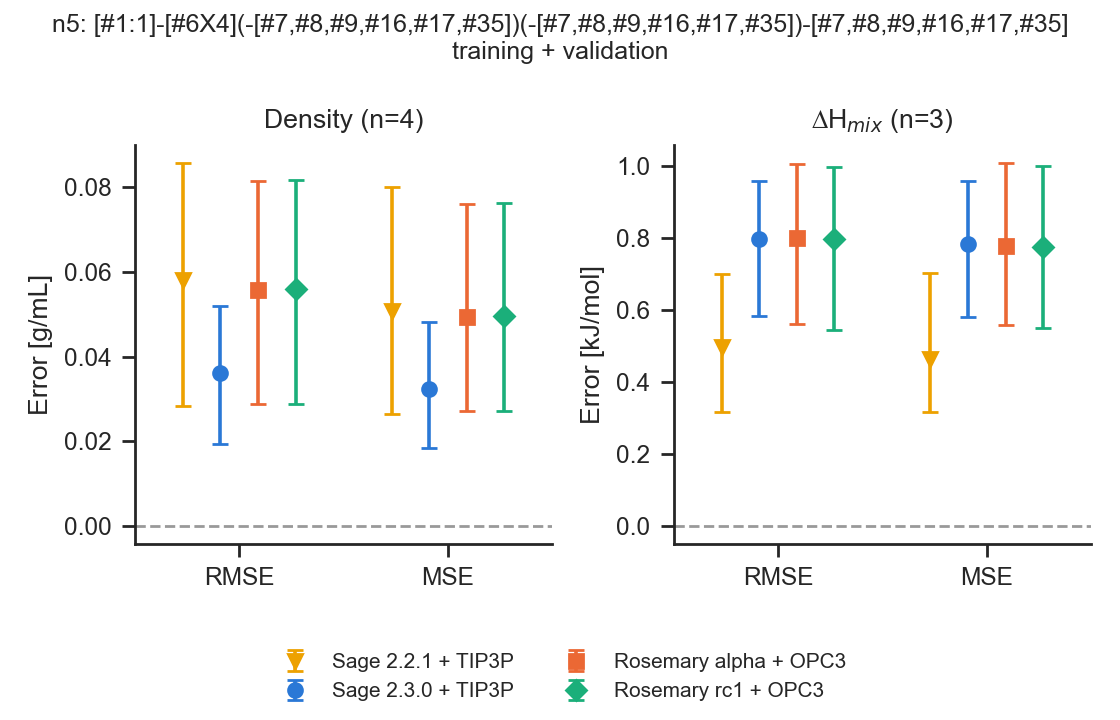 n5: [#1:1]-[#6X4](-[#7,#8,#9,#16,#17,#35])(-[#7,#8,#9,#16,#17,#35])-[#7,#8,#9,#16,#17,#35]
training + validation
Density (n=4)
Error [g/mL]
0.08
0.06
0.04
0.02
0.00
RMSE
MSE
ΔHmix (n=3)
Error [kJ/mol]
1.0
0.8
0.6
0.4
0.2
0.0
RMSE
MSE
Sage 2.2.1 + TIP3P
Sage 2.3.0 + TIP3P
Rosemary alpha + OPC3
Rosemary rc1 + OPC3